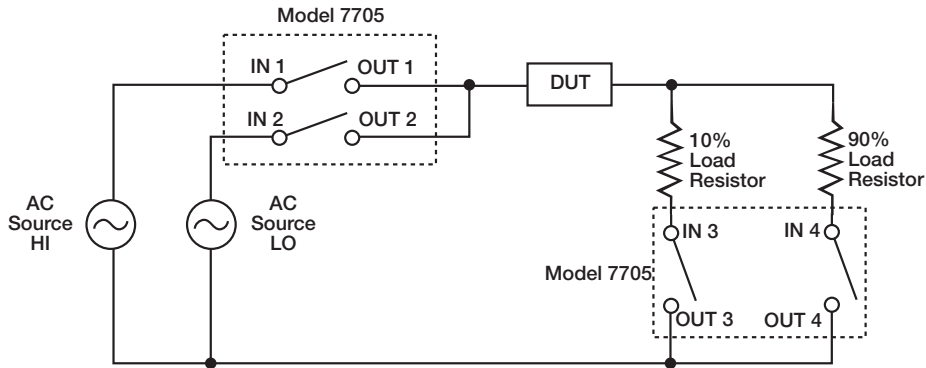 Model 7705
IN 1
OUT 1
IN 2
OUT 2
DUT
10%
Load
Resistor
90%
Load
Resistor
AC
Source
HI
AC
Source
LO
IN 3
IN 4
Model 7705
OUT 3
OUT 4